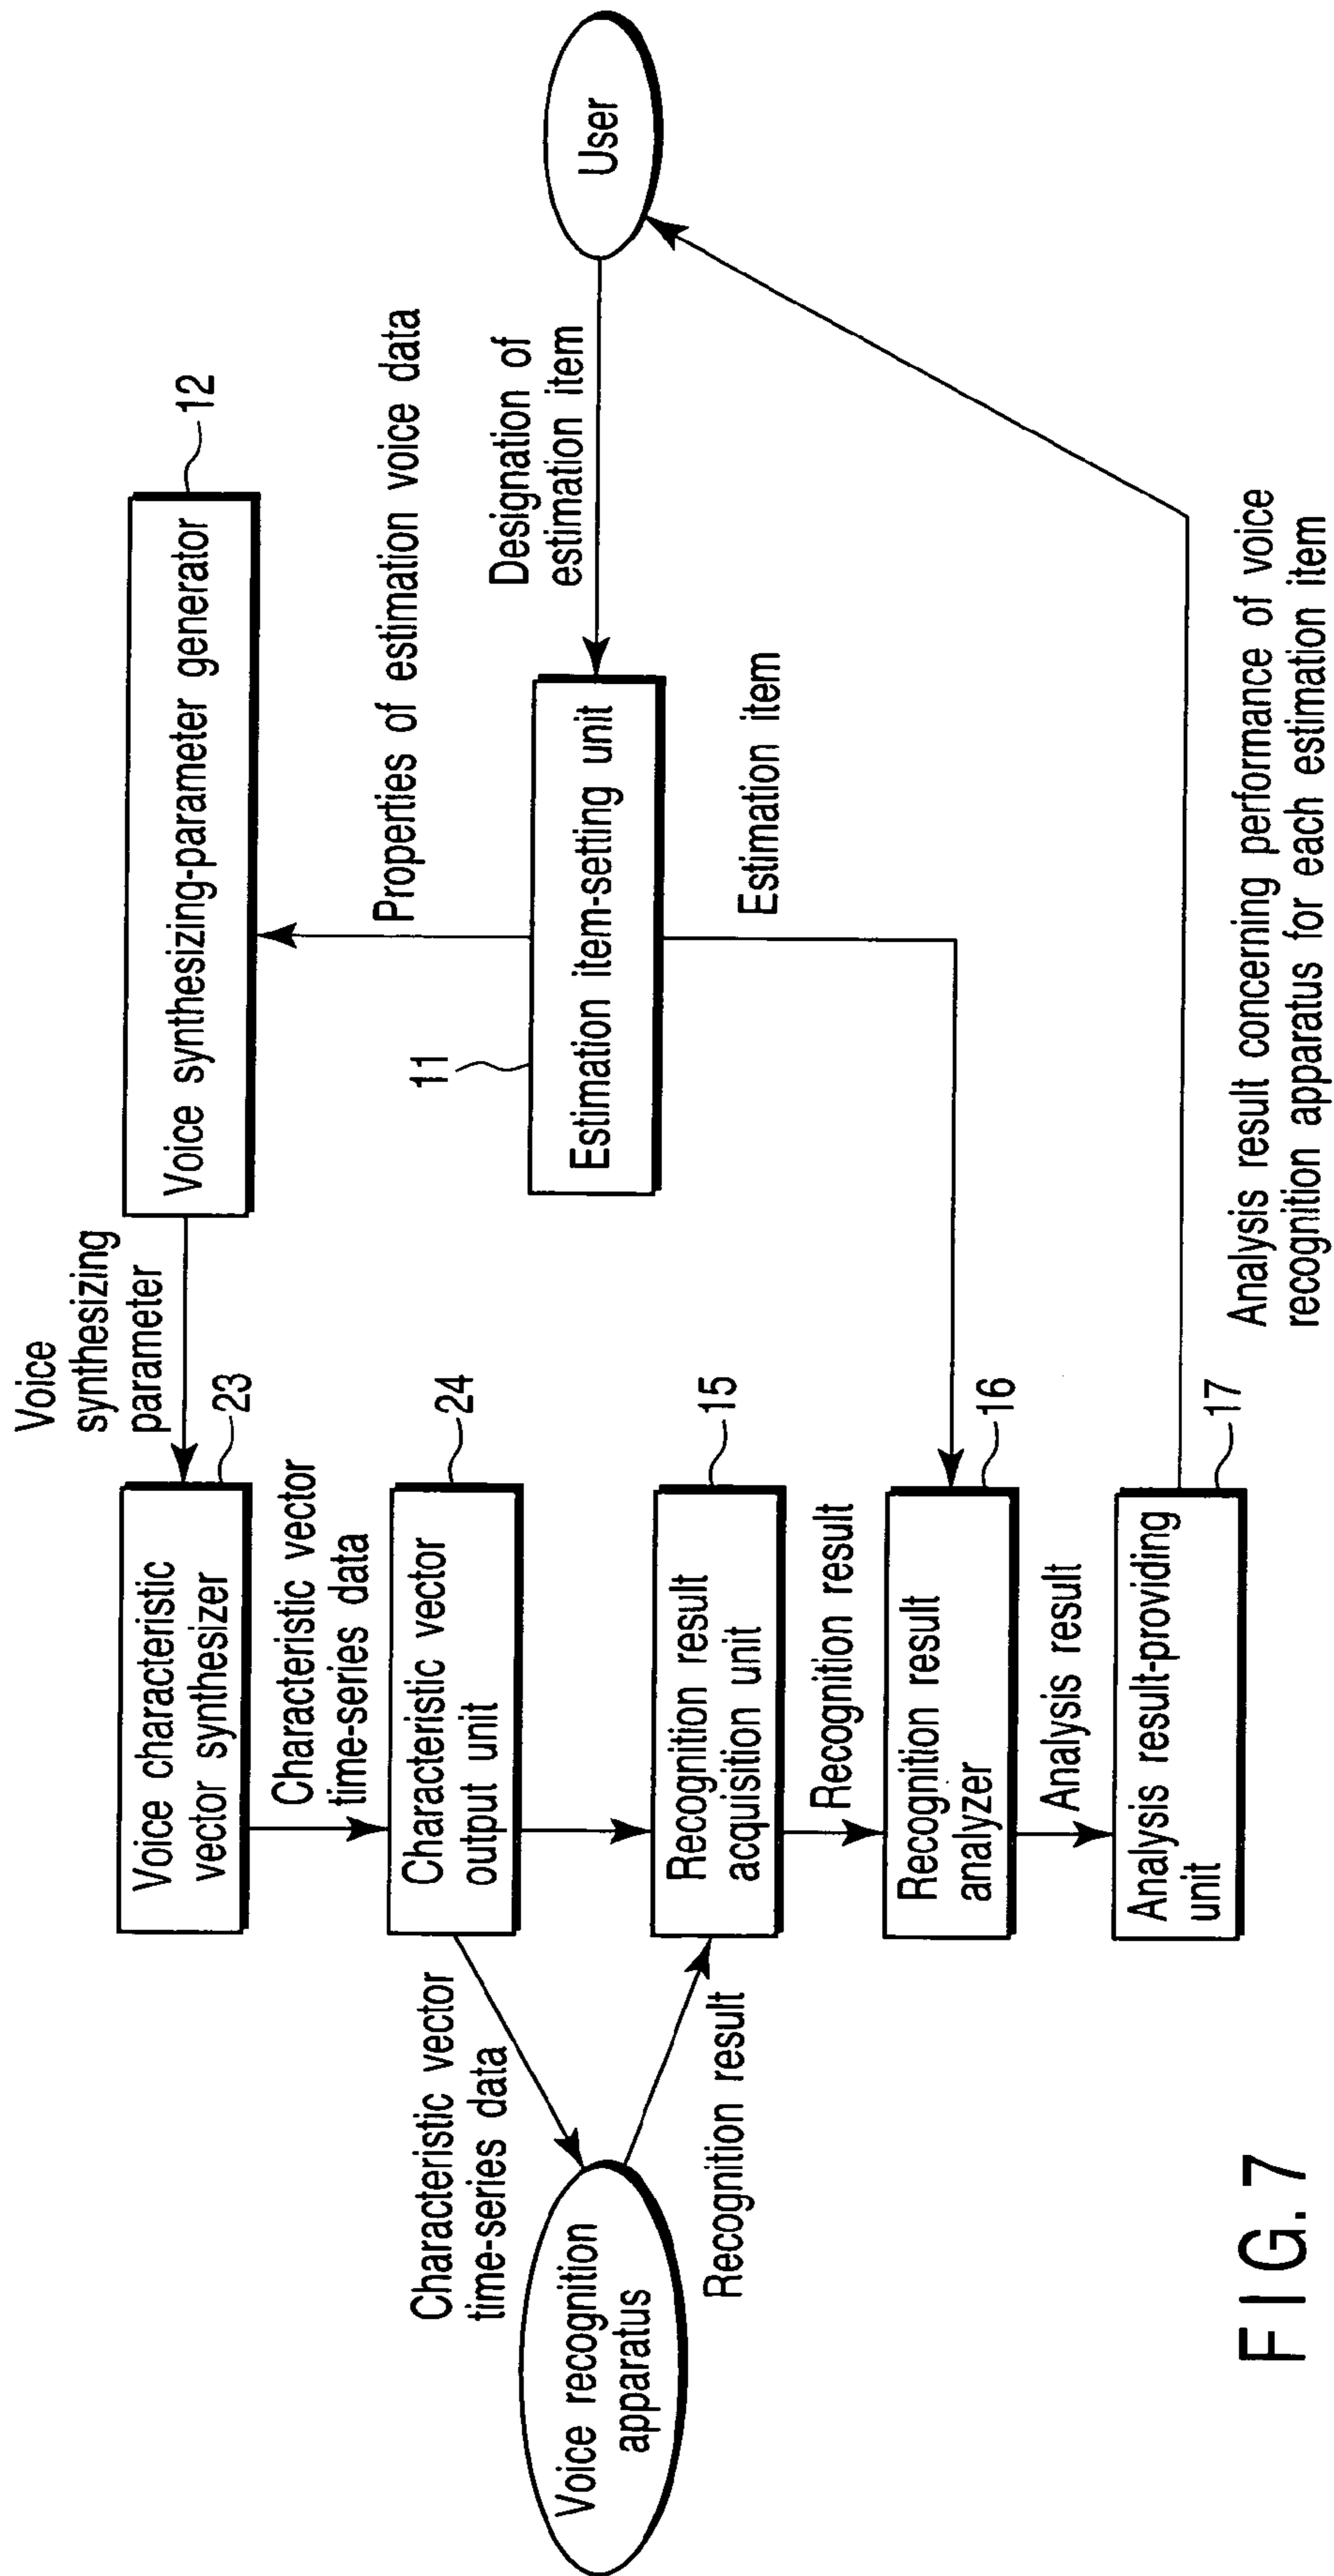 Voice
synthesizing
parameter
Voice synthesizing-parameter generator
12
Voice characteristic
vector synthesizer
23
Characteristic vector
time-series data
Properties of estimation voice data
Characteristic vector
output unit
24
Designation of
estimation item
User
11
Estimation item-setting unit
Characteristic vector
time-series data
Voice recognition
apparatus
Recognition result
acquisition unit
15
Estimation item
Recognition result
Recognition result
Recognition result
analyzer
16
Analysis result
Analysis result-providing
unit
17
Analysis result concerning performance of voice
recognition apparatus for each estimation item
FIG. 7